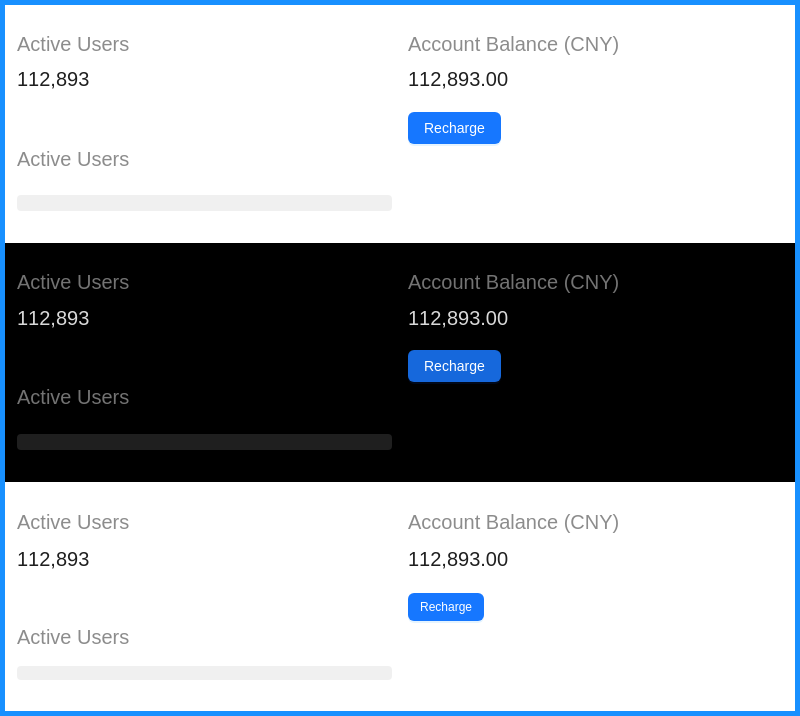 Active Users
112,893
Account Balance (CNY)
112,893.00
Recharge
Active Users
Active Users
112,893
Account Balance (CNY)
112,893.00
Recharge
Active Users
Active Users
112,893
Account Balance (CNY)
112,893.00
Recharge
Active Users